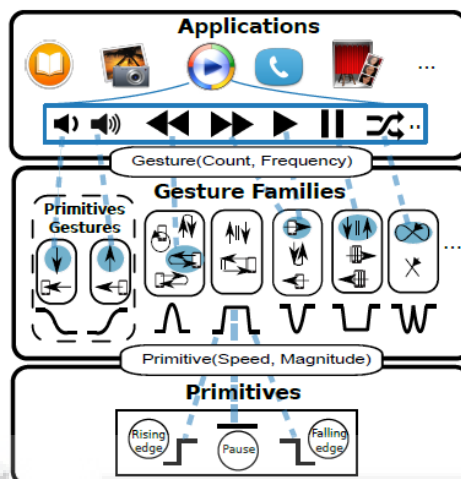 Applications
...
..
Gesture(Count, Frequency)
Gesture Families
Primitives
Gestures
...
Primitive(Speed, Magnitude)
Primitives
Rising
edge
Pause
Falling
edge